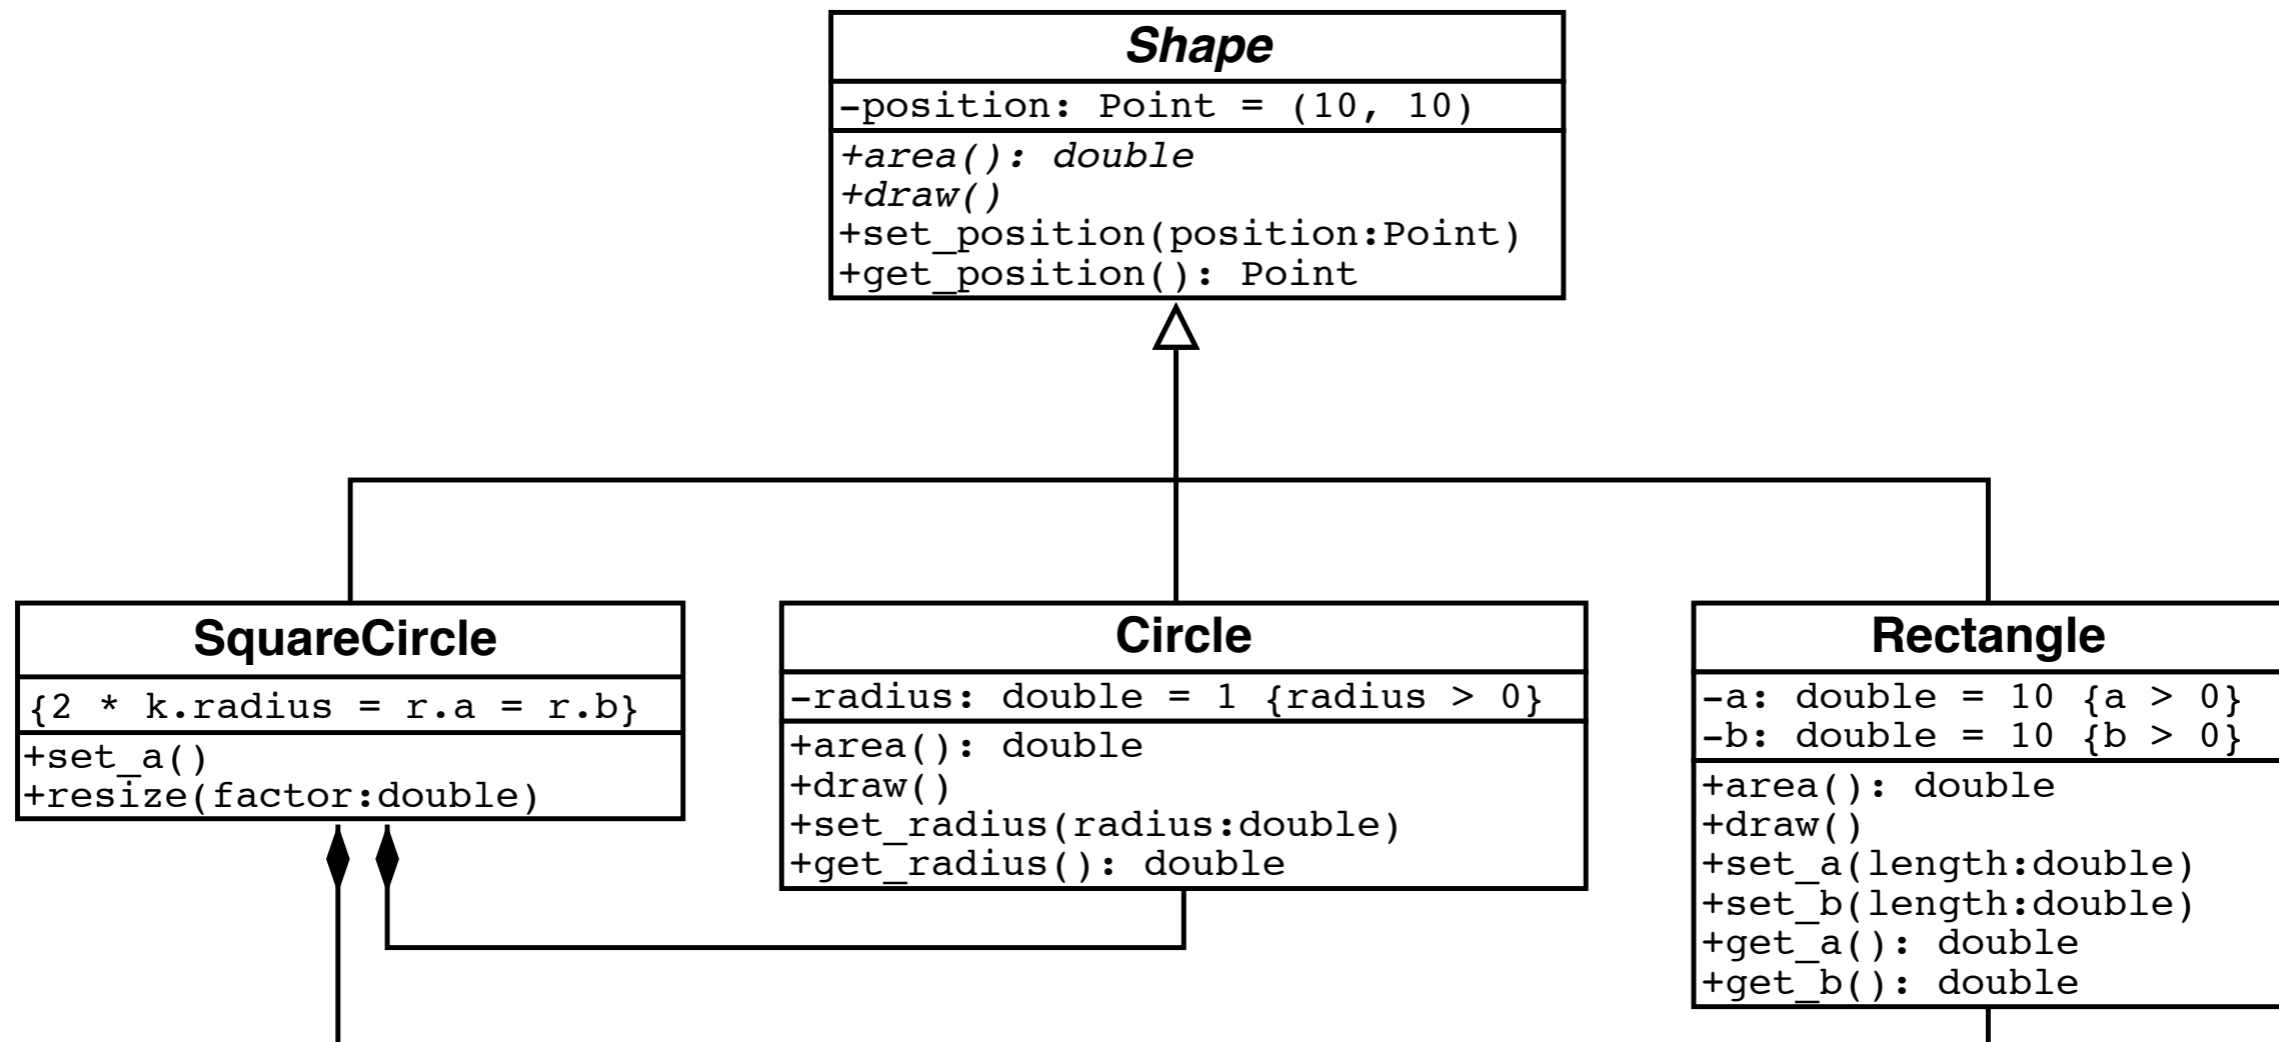 Shape
-position: Point = (10, 10)
+area(): double
+draw()
+set_position(position:Point)
+get_position(): Point
SquareCircle
{2 * k.radius = r.a = r.b}
+set_a()
+resize(factor:double)
Circle
-radius: double = 1 {radius > 0}
+area(): double
+draw()
+set_radius(radius:double)
+get_radius(): double
Rectangle
-a: double = 10 {a > 0}
-b: double = 10 {b > 0}
+area(): double
+draw()
+set_a(length:double)
+set_b(length:double)
+get_a(): double
+get_b(): double